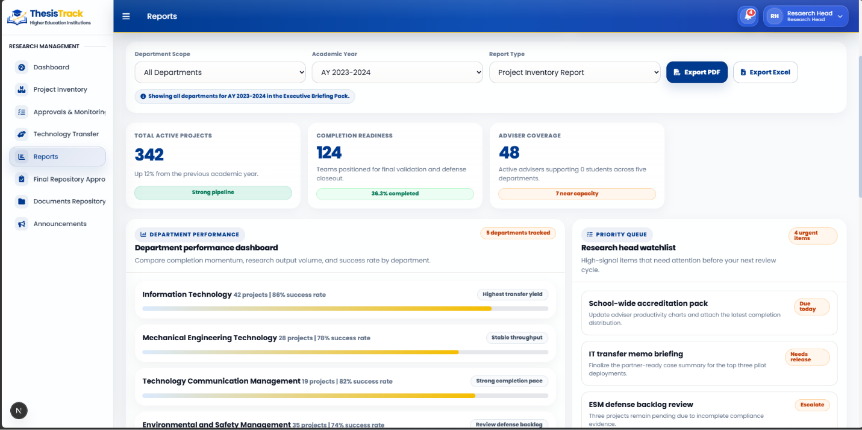 ThesisTrack
Higher Education Institutions
Reports
4
RH
Resaerch Head
Research Head
RESEARCH MANAGEMENT
Dashboard
Project Inventory
Approvals & Monitorin
Technology Transfer
Reports
Final Repository Appro
Documents Repository
Announcements
N
Department Scope
All Departments
Academic Year
AY 2023-2024
Report Type
Project Inventory Report
Export PDF
Export Excel
Showing all departments for AY 2023-2024 in the Executive Briefing Pack.
TOTAL ACTIVE PROJECTS
342
Up 12% from the previous academic year.
Strong pipeline
COMPLETION READINESS
124
Teams positioned for final validation and defense
closeout.
36.3% completed
ADVISER COVERAGE
48
Active advisers supporting 0 students across five
departments.
7 near capacity
DEPARTMENT PERFORMANCE
5 departments tracked
Department performance dashboard
Compare completion momentum, research output volume, and success rate by department.
Information Technology 42 projects | 86% success rate
Highest transfer yield
Mechanical Engineering Technology 28 projects | 78% success rate
Stable throughput
Technology Communication Management 19 projects | 82% success rate
Strong completion pace
Environmental and Safety Management 35 projects | 74% success rate
Review defense backlog
PRIORITY QUEUE
4 urgent
items
Research head watchlist
High-signal items that need attention before your next review
cycle.
School-wide accreditation pack
Due
today
Update adviser productivity charts and attach the latest completion
distribution.
IT transfer memo briefing
Needs
release
Finalize the partner-ready case summary for the top three pilot
deployments.
ESM defense backlog review
Escalate
Three projects remain pending due to incomplete compliance
evidence.